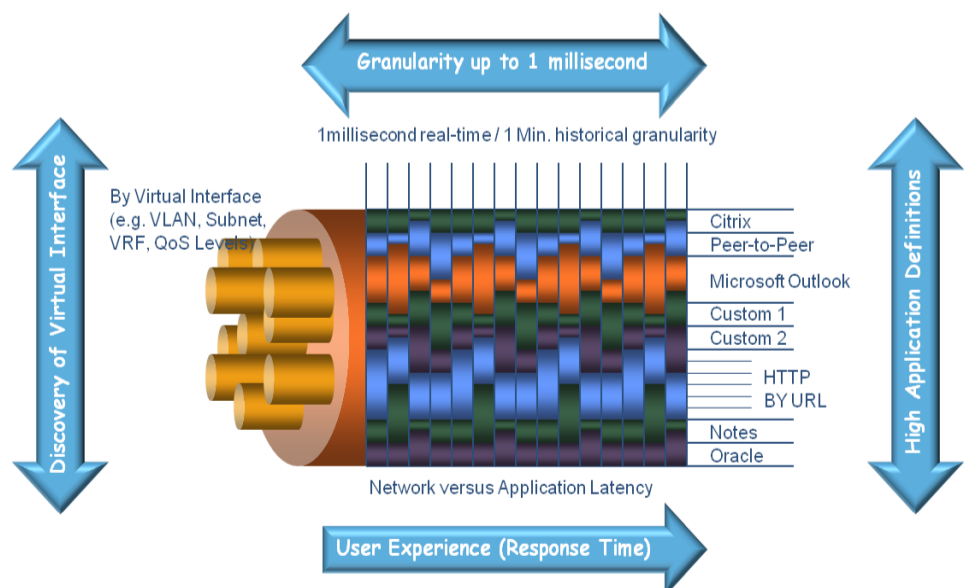 Granularity up to 1 millisecond
1millisecond real-time / 1 Min. historical granularity
Discovery of Virtual Interface
By Virtual Interface
(e.g. VLAN, Subnet,
VRF, QoS Levels)
Citrix
Peer-to-Peer
Microsoft Outlook
Custom 1
Custom 2
HTTP
BY URL
Notes
Oracle
High Application Definitions
Network versus Application Latency
User Experience (Response Time)